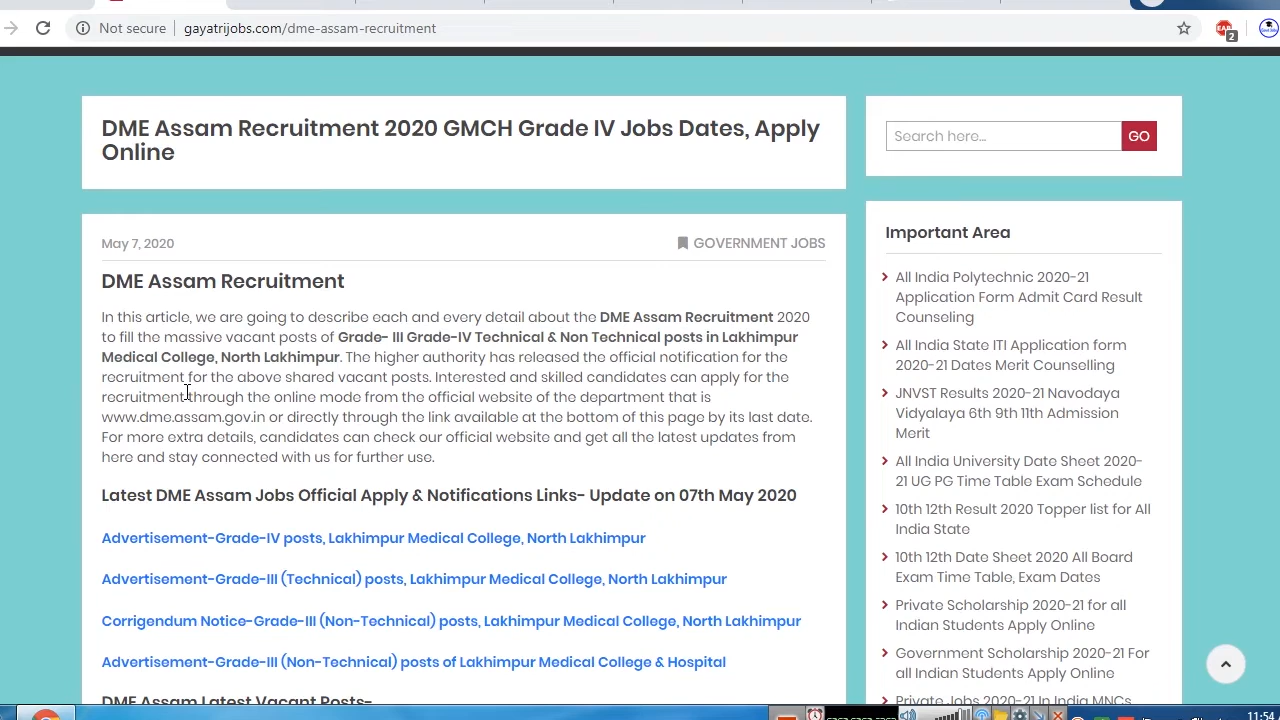 Not secure
gayatrijobs.com/dme-assam-recruitment
2
DME Assam Recruitment 2020 GMCH Grade IV Jobs Dates, Apply
Online
May 7, 2020
GOVERNMENT JOBS
DME Assam Recruitment
In this article, we are going to describe each and every detail about the DME Assam Recruitment 2020
to fill the massive vacant posts of Grade- III Grade-IV Technical & Non Technical posts in Lakhimpur
Medical College, North Lakhimpur. The higher authority has released the official notification for the
recruitment for the above shared vacant posts. Interested and skilled candidates can apply for the
recruitment through the online mode from the official website of the department that is
www.dme.assam.gov.in or directly through the link available at the bottom of this page by its last date.
For more extra details, candidates can check our official website and get all the latest updates from
here and stay connected with us for further use.
Latest DME Assam Jobs Official Apply & Notifications Links- Update on 07th May 2020
Advertisement-Grade-IV posts, Lakhimpur Medical College, North Lakhimpur
Advertisement-Grade-III (Technical) posts, Lakhimpur Medical College, North Lakhimpur
Corrigendum Notice-Grade-III (Non-Technical) posts, Lakhimpur Medical College, North Lakhimpur
Advertisement-Grade-III (Non-Technical) posts of Lakhimpur Medical College & Hospital
DME Assam Latest Vacant Posts-
Search here...
GO
Important Area
All India Polytechnic 2020-21
Application Form Admit Card Result
Counseling
All India State ITI Application form
2020-21 Dates Merit Counselling
JNVST Results 2020-21 Navodaya
Vidyalaya 6th 9th 11th Admission
Merit
All India University Date Sheet 2020-
21 UG PG Time Table Exam Schedule
10th 12th Result 2020 Topper list for All
India State
10th 12th Date Sheet 2020 All Board
Exam Time Table, Exam Dates
Private Scholarship 2020-21 for all
Indian Students Apply Online
Government Scholarship 2020-21 For
all Indian Students Apply Online
Private Jobs 2020-21 In India MNCs
11:54